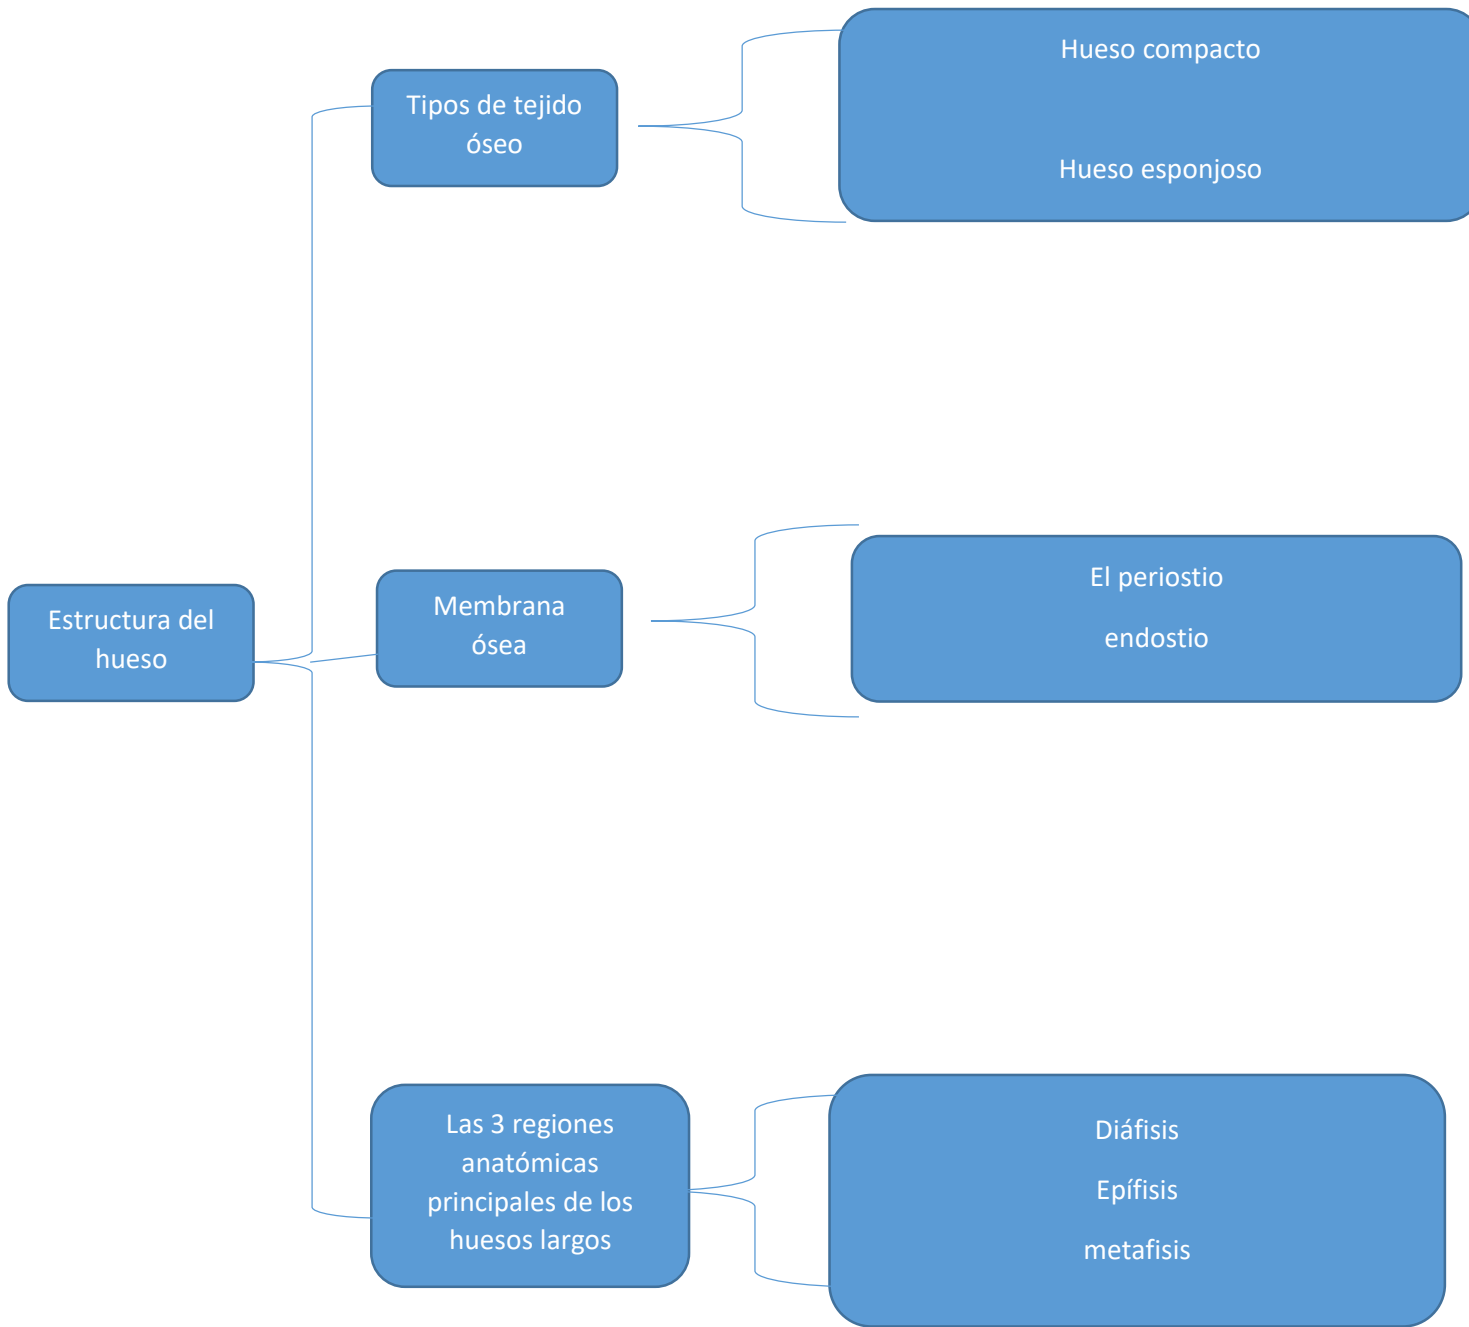 Estructura del
hueso
Tipos de tejido
óseo
Hueso compacto
Hueso esponjoso
Membrana
ósea
El periostio
endostio
Las 3 regiones
anatómicas
principales de los
huesos largos
Diáfisis
Epífisis
metafisis